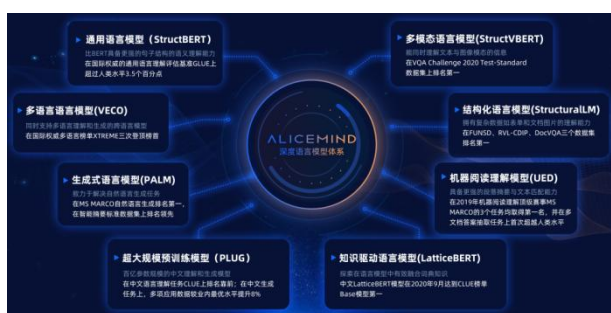 通用语言模型（StructBERT）
比BERT具备更强的句子结构的语义理解能力
在国际权威的通用语言理解评估基准GLUE上
超过人类水平3.5个百分点
多语言语言模型(VECO)
同时支持多语言理解和生成的跨语言模型
在国际权威多语言榜单XTREME三次登顶榜首
生成式语言模型(PALM)
能力于解决自然语言生成任务
在MS MARCO自然语言生成排名第一，
在智能摘要标准数据集上排名领先
超大规模预训练模型（PLUG）
百亿参数规模的中文理解和生成模型
在中文语言理解任务CLUE上排名靠前；在中文生成
任务上，多项应用数据较业内最优水平提升8%
ALICEMIND
深度语言模型体系
多模态语言模型(StructVBERT)
能同时理解文本与图像模态的信息
在VQA Challenge 2020 Test-Standard
数据集上排名第一
结构化语言模型(StructuralLM)
拥有复杂数据如表单和文档图片的理解能力
在FUNSD，RVL-CDIP，DocVQA三个数据集
排名第一
机器阅读理解模型(UED)
具备更强的段落摘要与文本匹配能力
在2019年机器阅读理解顶级赛事MS
MARCO的3个任务均取得第一名，并在多
文档答案抽取任务上首次超越人类水平
知识驱动语言模型(LatticeBERT)
探索在语言模型中有效融合词典知识
中文LatticeBERT模型在2020年9月达到CLUE榜单
Base模型第一